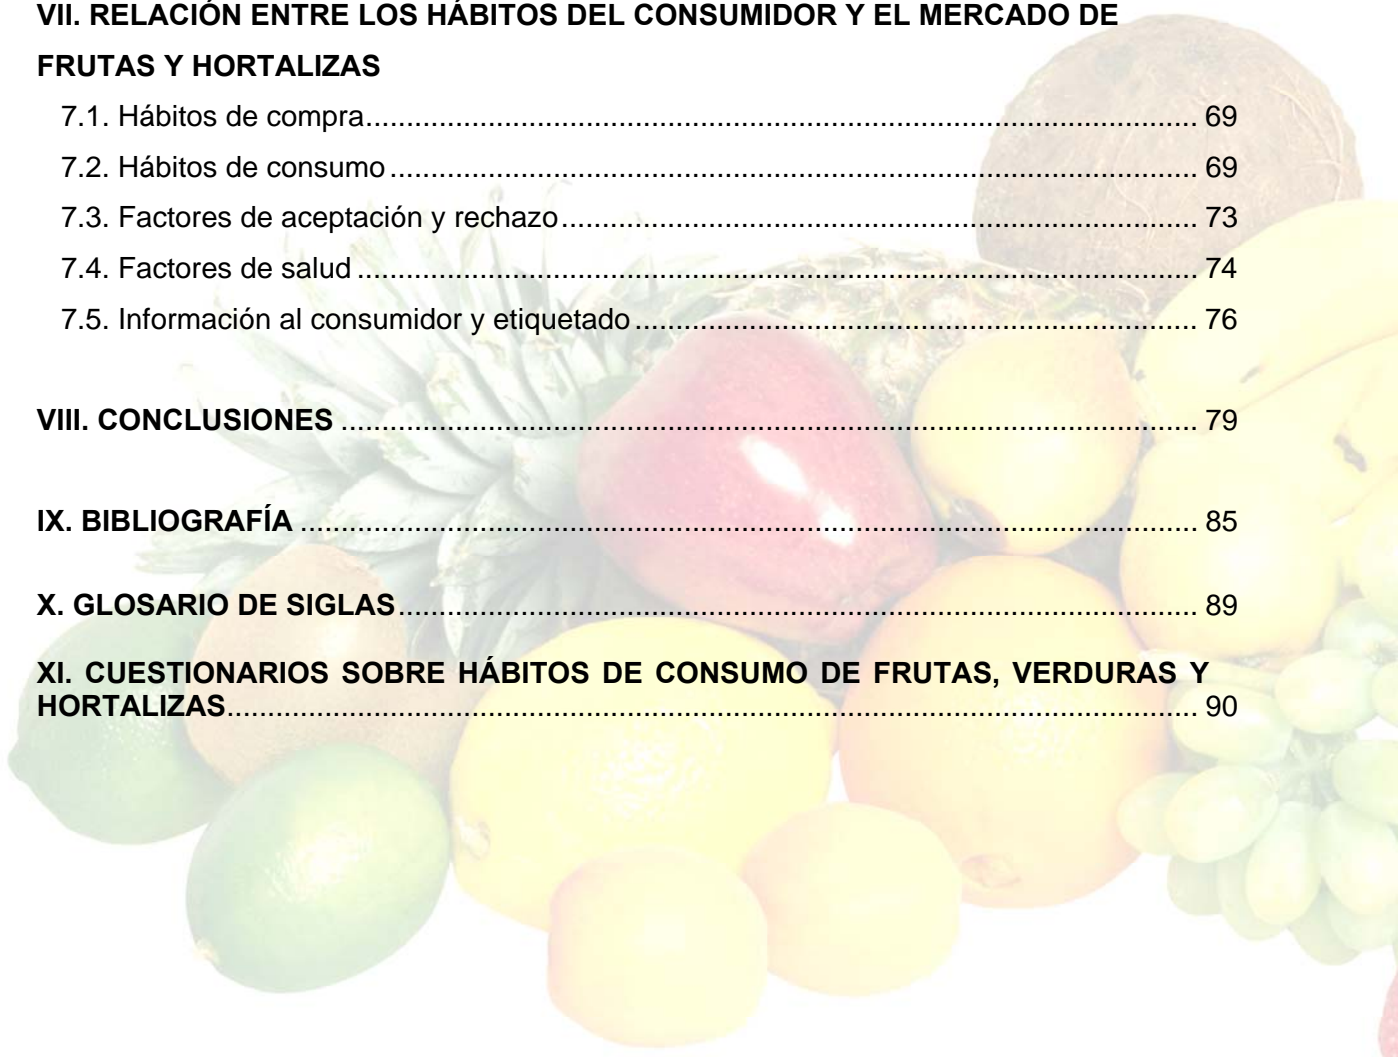 VII. RELACIÓN ENTRE LOS HÁBITOS DEL CONSUMIDOR Y EL MERCADO DE
FRUTAS Y HORTALIZAS
7.1. Hábitos de compra........................................................................................................ 69
7.2. Hábitos de consumo ..................................................................................................... 69
7.3. Factores de aceptación y rechazo................................................................................ 73
7.4. Factores de salud ......................................................................................................... 74
7.5. Información al consumidor y etiquetado ....................................................................... 76
VIII. CONCLUSIONES .......................................................................................................... 79
IX. BIBLIOGRAFÍA ............................................................................................................... 85
X. GLOSARIO DE SIGLAS.................................................................................................... 89
XI. CUESTIONARIOS SOBRE HÁBITOS DE CONSUMO DE FRUTAS, VERDURAS Y
HORTALIZAS........................................................................................................................ 90